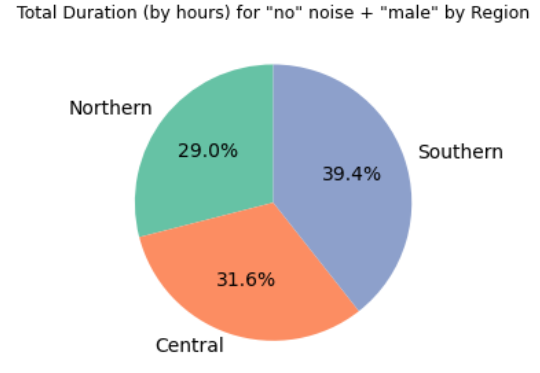 Total Duration (by hours) for "no" noise + "male" by Region
Northern
29.0%
Southern
39.4%
31.6%
Central